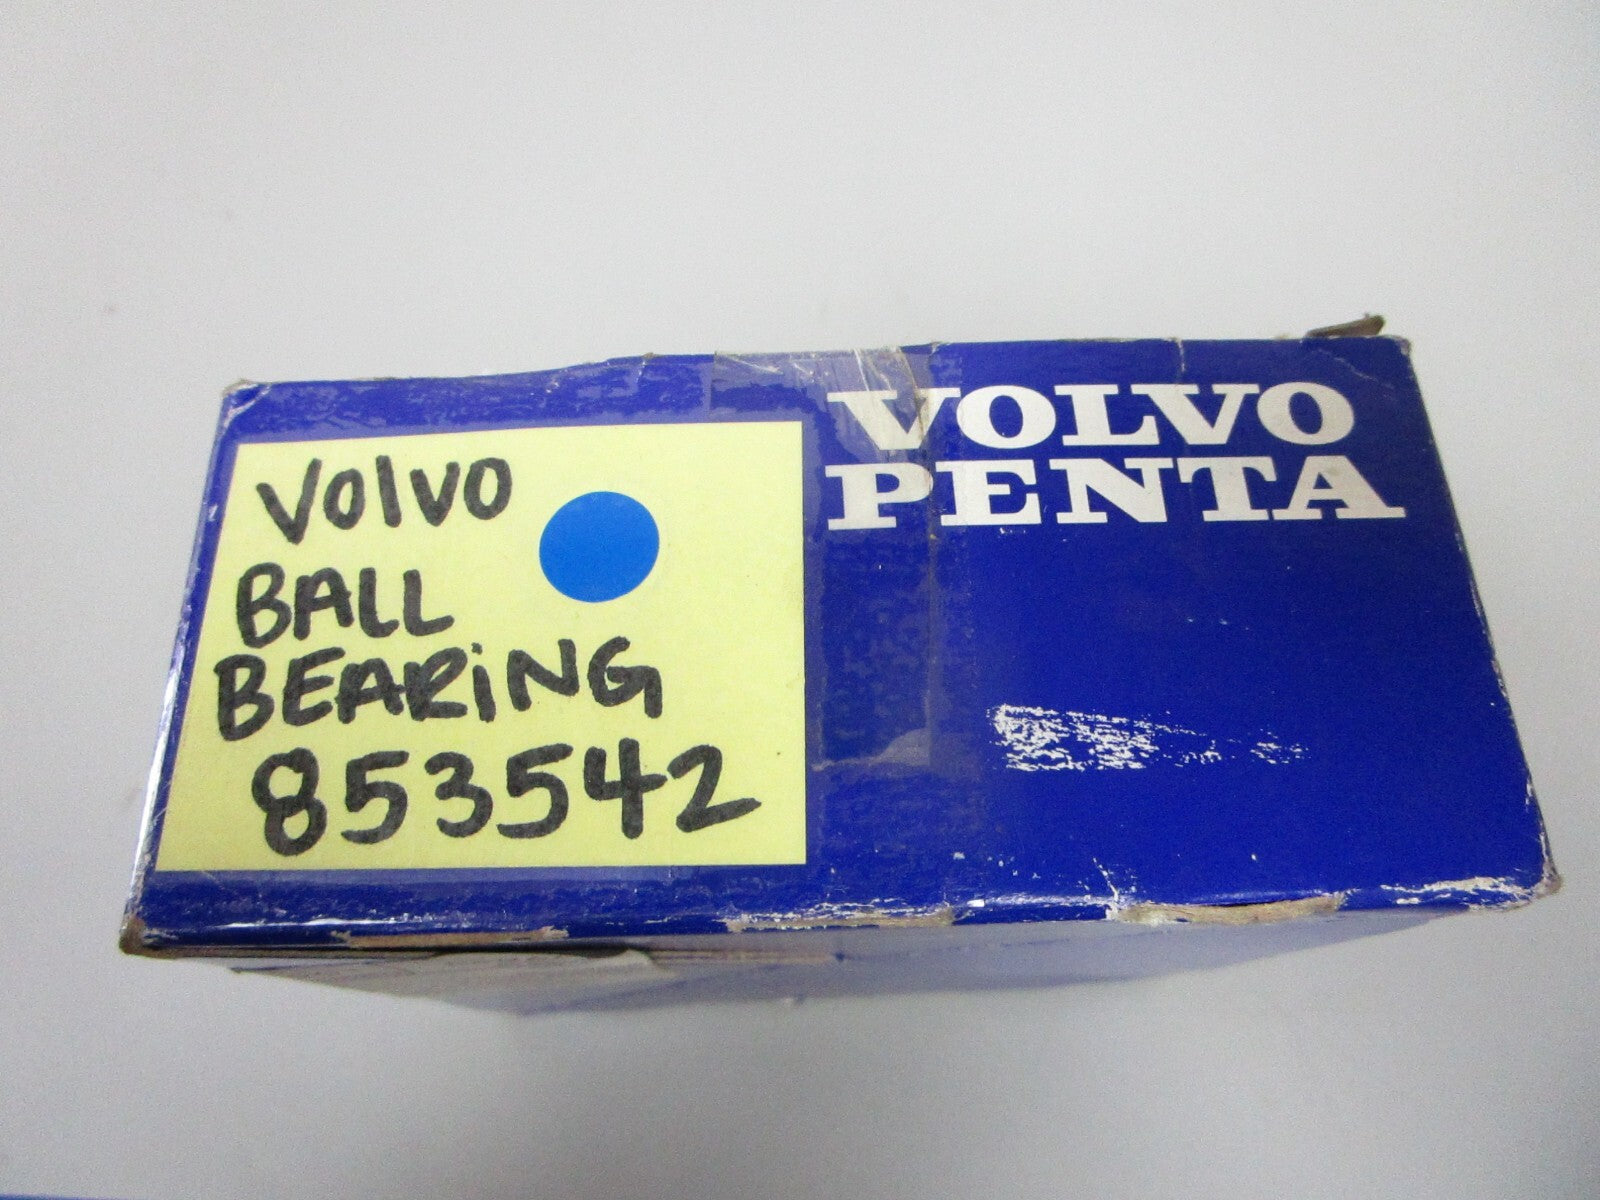 Volvo
BALL
BEARiNG
853542
VOLVO
PENTA